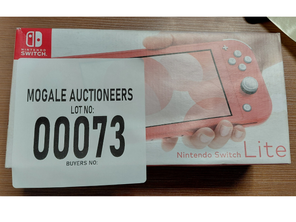 NINTENDO
SWITCH
MOGALE AUCTIONEERS
LOT NO:
00073
BUYERS NO.
Nintendo Switch Lite